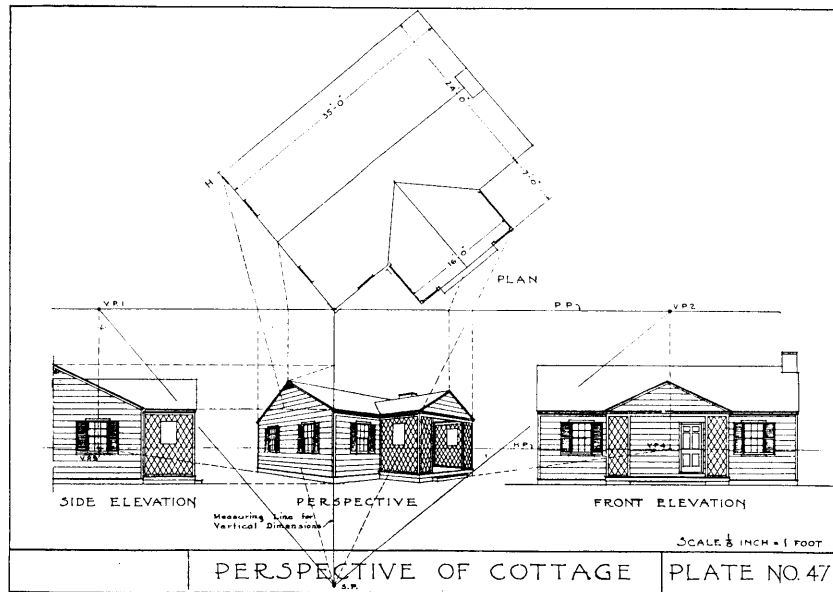 35'-0"
24'-0"
7'-0"
H
16'-0"
PLAN
V.P.1
P.P.
V.P.2
SIDE ELEVATION
PERSPECTIVE
FRONT ELEVATION
Measuring Line for
Vertical Dimensions
SCALE ⅛ INCH = 1 FOOT
PERSPECTIVE OF COTTAGE
PLATE NO. 47
S.P.